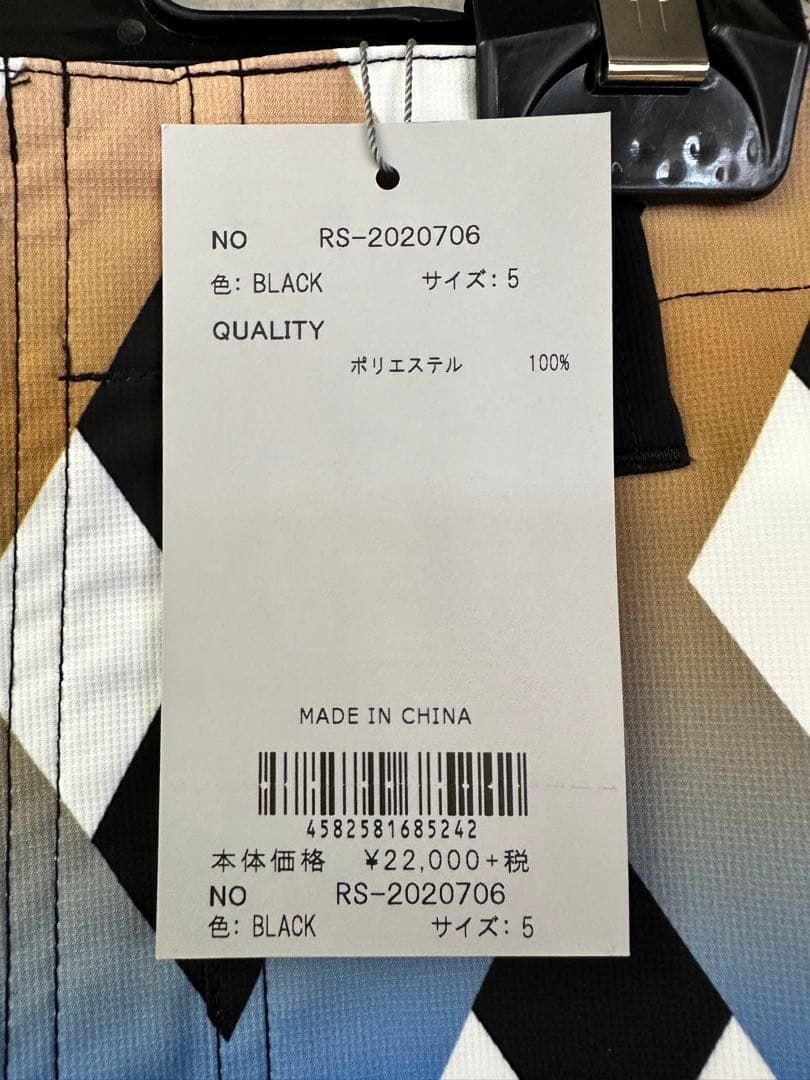 NO RS-2020706
色: BLACK サイズ: 5
QUALITY
ポリエステル 100%
MADE IN CHINA
4582581685242
本体価格 ¥22,000+税
NO RS-2020706
色: BLACK サイズ: 5